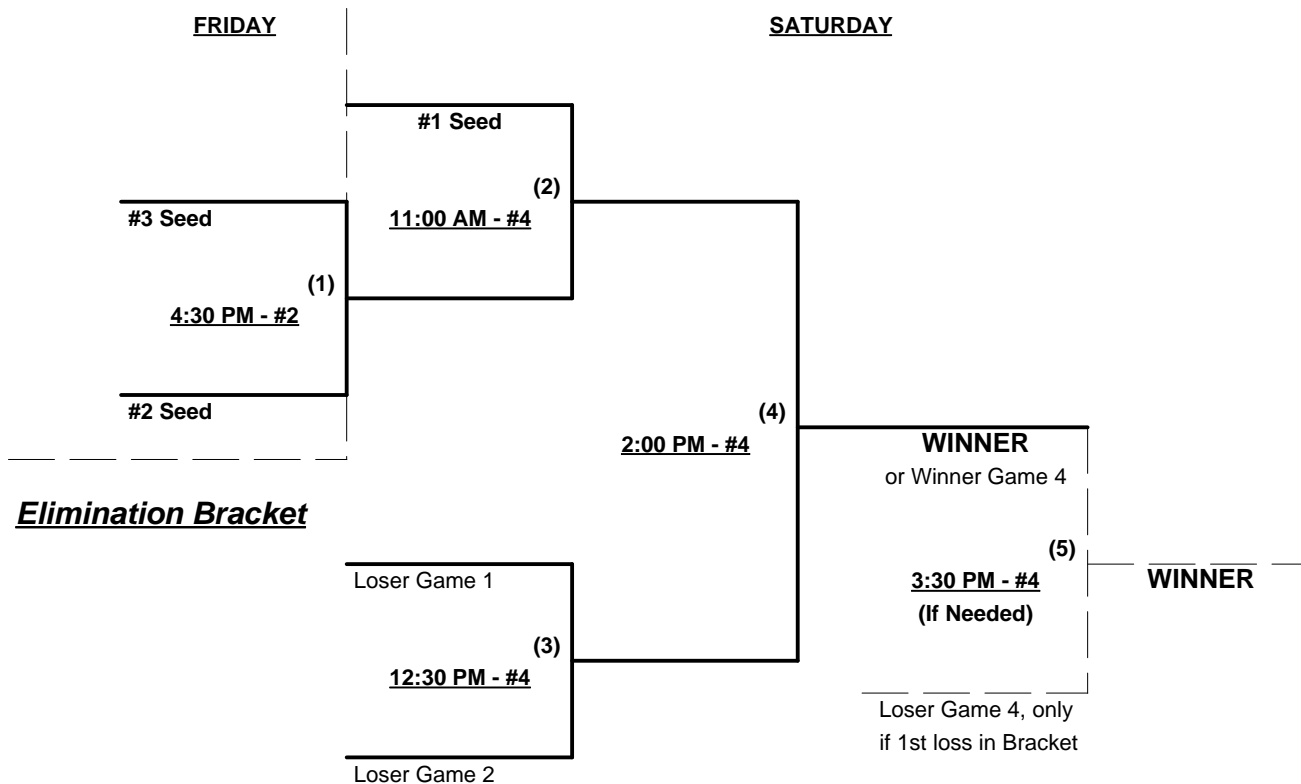 FRIDAY
SATURDAY
#1 Seed
(2)
11:00 AM - #4
#3 Seed
(1)
4:30 PM - #2
#2 Seed
(4)
2:00 PM - #4
WINNER
or Winner Game 4
Elimination Bracket
(5)
3:30 PM - #4
(If Needed)
WINNER
Loser Game 1
(3)
12:30 PM - #4
Loser Game 4, only
if 1st loss in Bracket
Loser Game 2